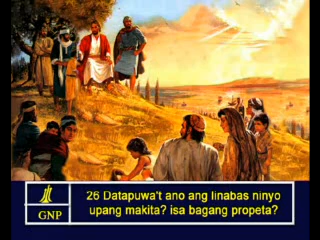 26 Datapuwa't ano ang linabas ninyo
upang makita? isa bagang propeta?
GNP